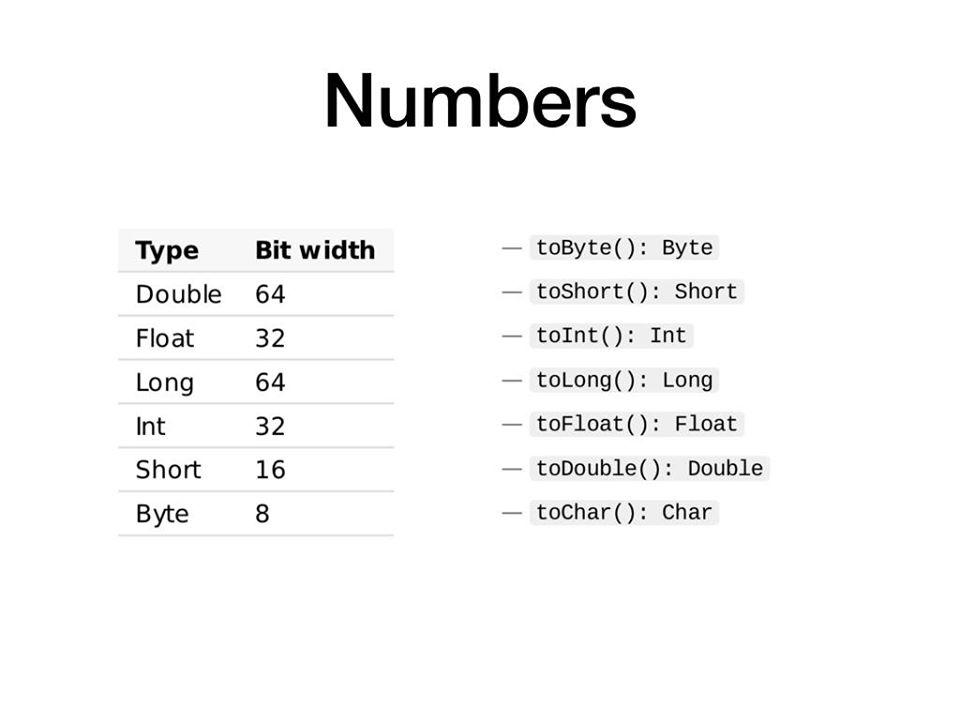 Numbers
Type Bit width
Double 64
Float 32
Long 64
Int 32
Short 16
Byte 8
— toByte(): Byte
— toShort(): Short
— toInt(): Int
— toLong(): Long
— toFloat(): Float
— toDouble(): Double
— toChar(): Char